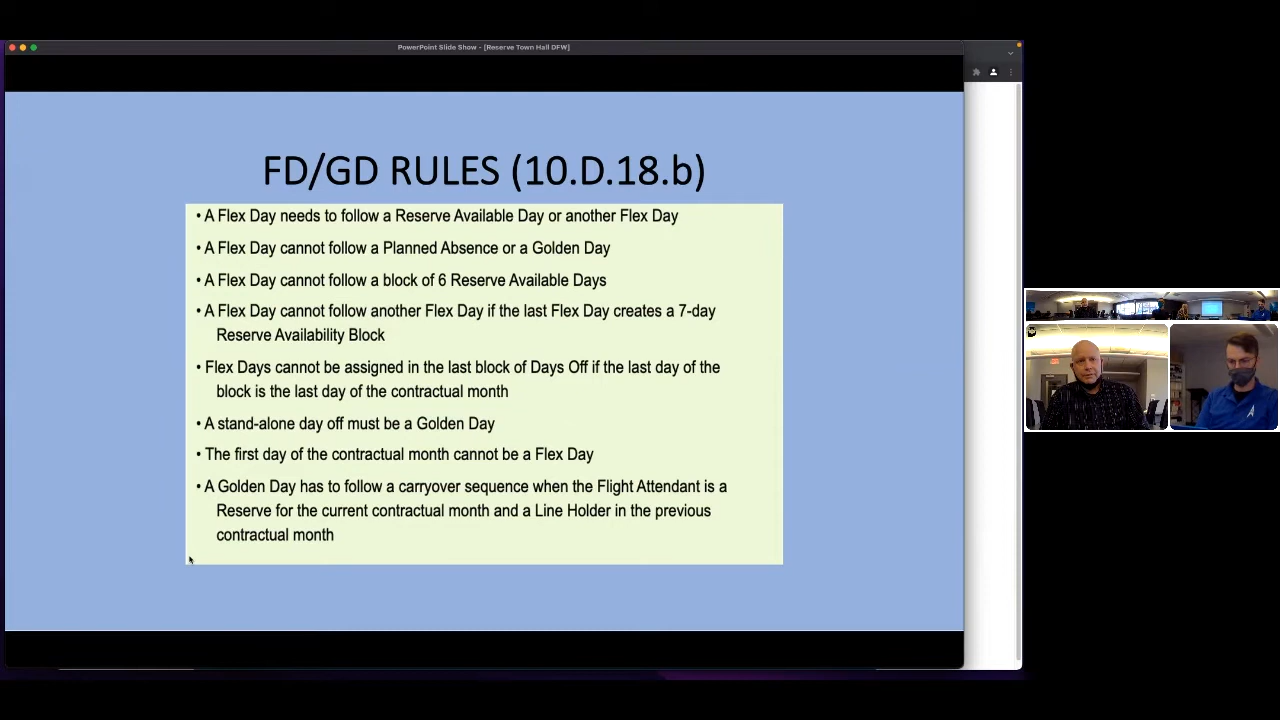 PowerPoint Slide Show - [Reserve Town Hall DFW]
FD/GD RULES (10.D.18.b)
• A Flex Day needs to follow a Reserve Available Day or another Flex Day
• A Flex Day cannot follow a Planned Absence or a Golden Day
• A Flex Day cannot follow a block of 6 Reserve Available Days
• A Flex Day cannot follow another Flex Day if the last Flex Day creates a 7-day
Reserve Availability Block
• Flex Days cannot be assigned in the last block of Days Off if the last day of the
block is the last day of the contractual month
• A stand-alone day off must be a Golden Day
• The first day of the contractual month cannot be a Flex Day
• A Golden Day has to follow a carryover sequence when the Flight Attendant is a
Reserve for the current contractual month and a Line Holder in the previous
contractual month